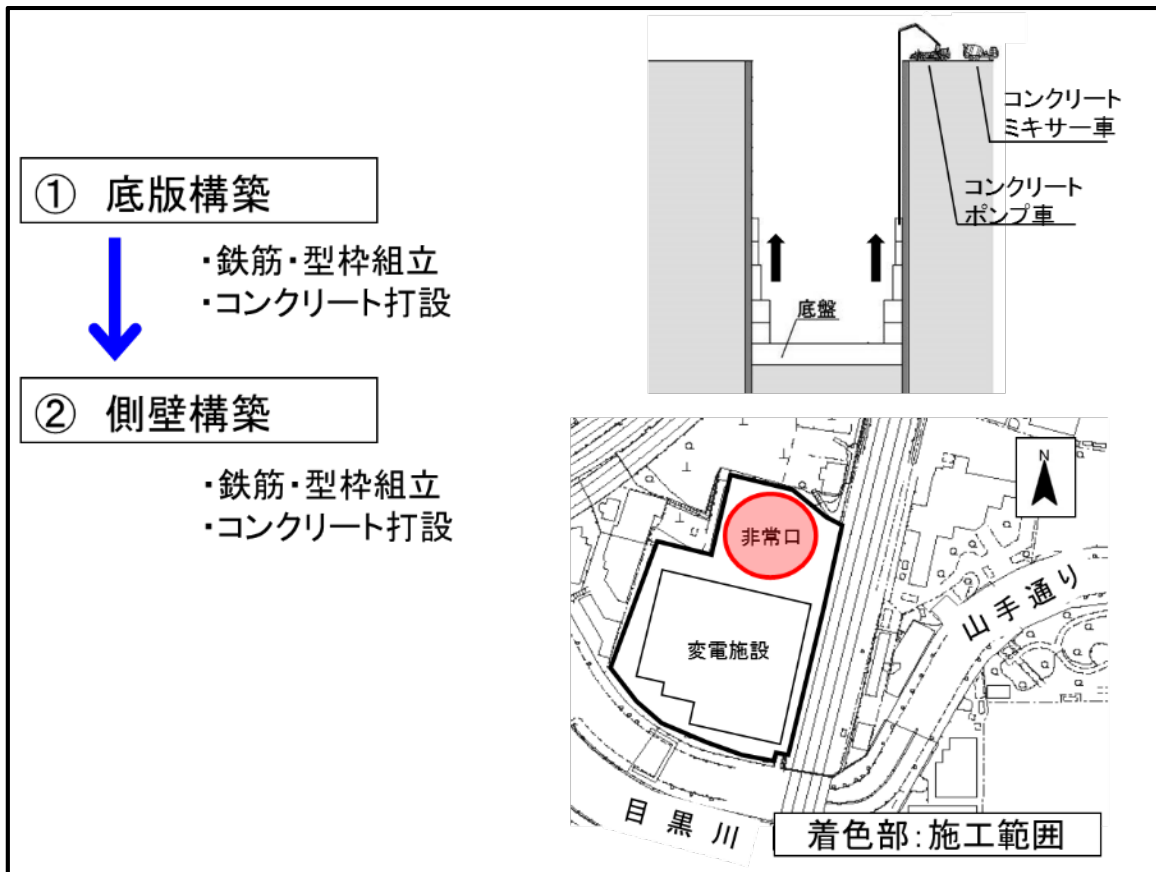 ① 底版構築
・鉄筋・型枠組立
・コンクリート打設
② 側壁構築
・鉄筋・型枠組立
・コンクリート打設
コンクリート
ミキサー車
コンクリート
ポンプ車
底盤
N
非常口
変電施設
山手通り
目黒川
着色部:施工範囲